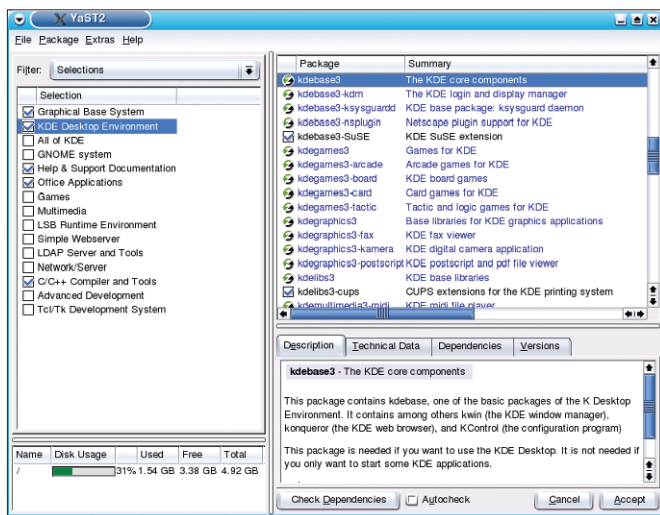 YaST2
File Package Extras Help
Filter: Selections
Selection
Graphical Base System
KDE Desktop Environment
All of KDE
GNOME system
Help & Support Documentation
Office Applications
Games
Multimedia
LSB Runtime Environment
Simple Webserver
LDAP Server and Tools
Network/Server
C/C++ Compiler and Tools
Advanced Development
Tcl/Tk Development System
Name Disk Usage Used Free Total
/ 31% 1.54 GB 3.38 GB 4.92 GB
Package Summary
kdebase3 The KDE core components
kdebase3-kdm The KDE login and display manager
kdebase3-ksysguardd KDE base package: ksysguard daemon
kdebase3-nsplugin Netscape plugin support for KDE
kdebase3-SuSE KDE SuSE extension
kdegames3 Games for KDE
kdegames3-arcade Arcade games for KDE
kdegames3-board KDE board games
kdegames3-card Card games for KDE
kdegames3-tactic Tactic and logic games for KDE
kdegraphics3 Base libraries for KDE graphics applications
kdegraphics3-fax KDE fax viewer
kdegraphics3-kamera KDE digital camera application
kdegraphics3-postscript KDE postscript and pdf file viewer
kdelibs3 KDE base libraries
kdelibs3-cups CUPS extensions for the KDE printing system
kdemultimedia3-midi KDE midi file player
Description Technical Data Dependencies Versions
kdebase3 - The KDE core components
This package contains kdebase, one of the basic packages of the K Desktop
Environment. It contains among others kwin (the KDE window manager),
konqueror (the KDE web browser), and KControl (the configuration program)
This package is needed if you want to use the KDE Desktop. It is not needed if
you only want to start some KDE applications.
Check Dependencies Autocheck Cancel Accept